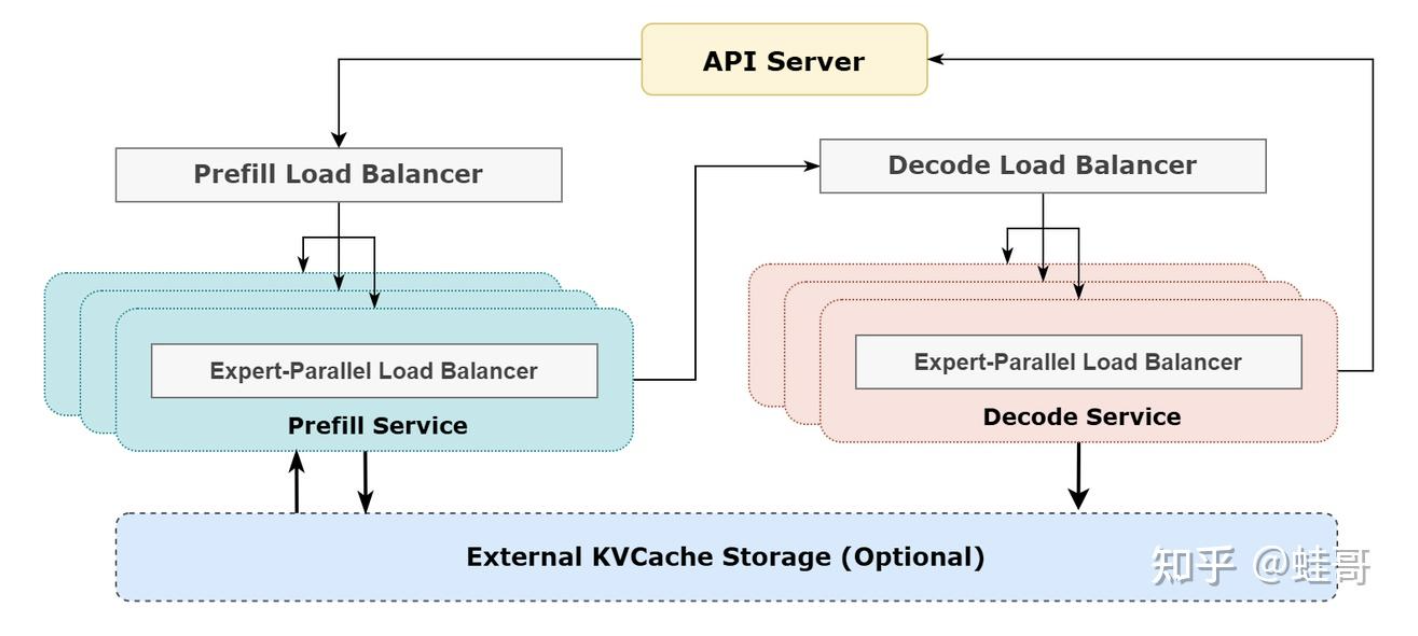 API Server
Prefill Load Balancer
Decode Load Balancer
Expert-Parallel Load Balancer
Prefill Service
Expert-Parallel Load Balancer
Decode Service
External KVCache Storage (Optional)
知乎 @蛙哥